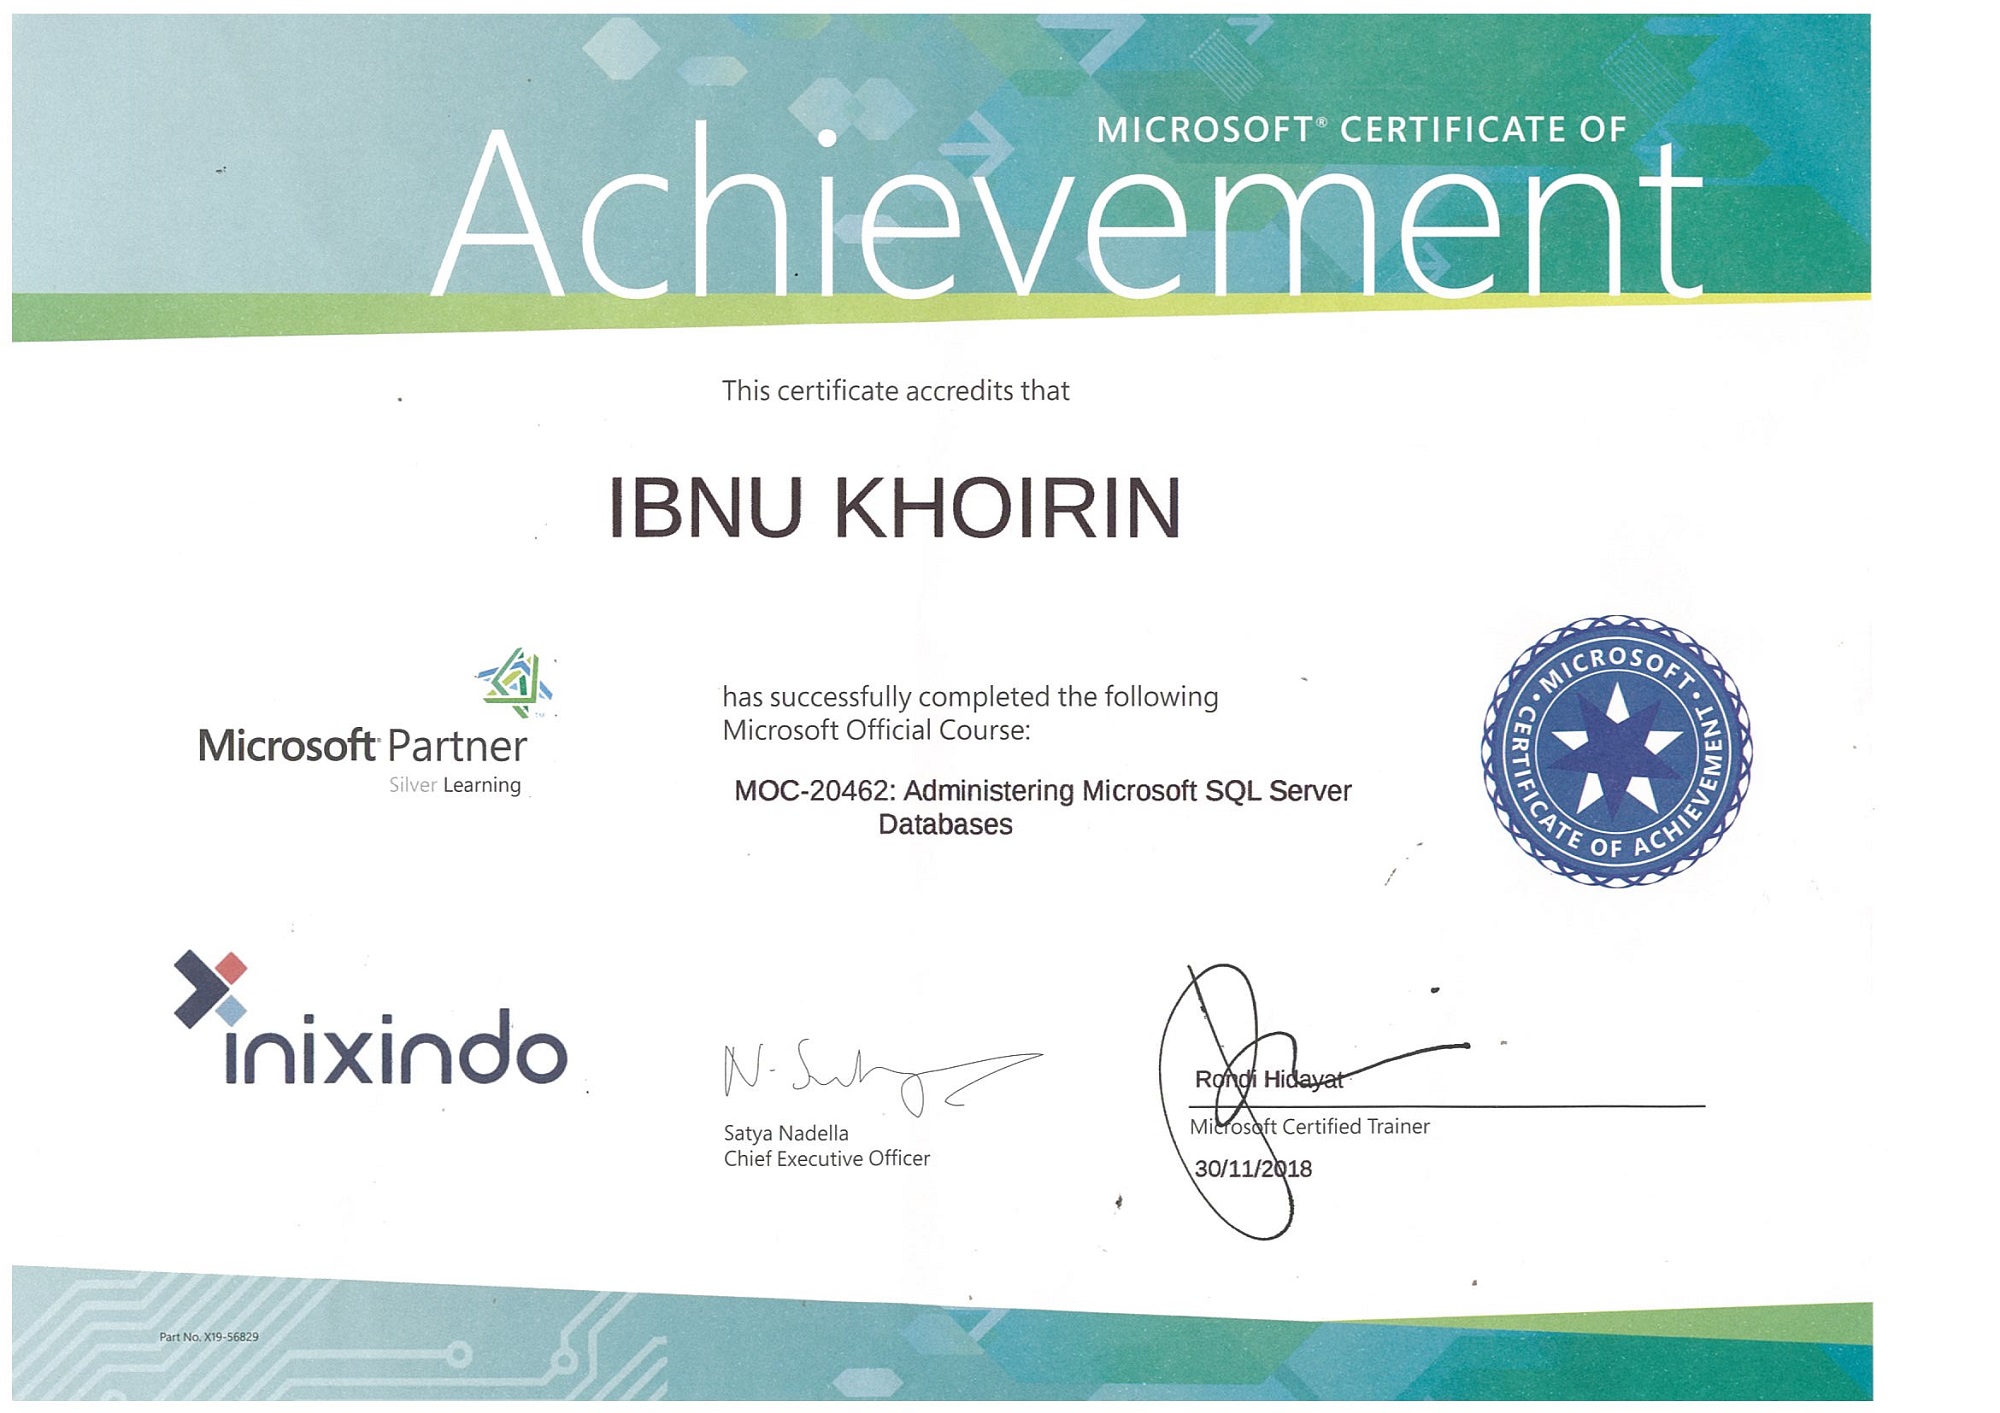 MICROSOFT® CERTIFICATE OF
Achievement
This certificate accredits that
IBNU KHOIRIN
Microsoft Partner
Silver Learning
has successfully completed the following
Microsoft Official Course:
MOC-20462: Administering Microsoft SQL Server
Databases
• MICROSOFT •
CERTIFICATE OF ACHIEVEMENT
inixindo
N. Satya
Satya Nadella
Chief Executive Officer
Rondi Hidayat
Microsoft Certified Trainer
30/11/2018
Part No. X19-56829